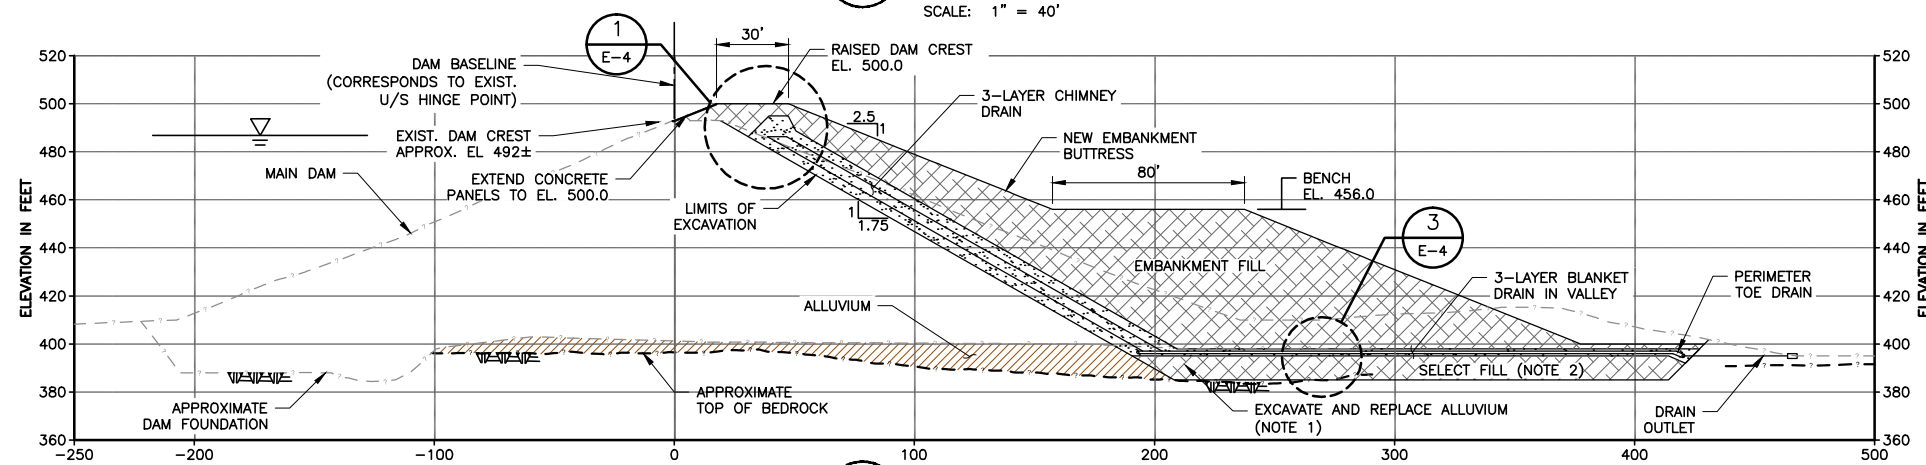 SCALE: 1" = 40'
1
E-4
30'
RAISED DAM CREST
EL. 500.0
DAM BASELINE
(CORRESPONDS TO EXIST.
U/S HINGE POINT)
3-LAYER CHIMNEY
DRAIN
2.5
1
EXIST. DAM CREST
APPROX. EL 492±
NEW EMBANKMENT
BUTTRESS
MAIN DAM
EXTEND CONCRETE
PANELS TO EL. 500.0
80'
BENCH
EL. 456.0
LIMITS OF
EXCAVATION
1
1.75
3
E-4
EMBANKMENT FILL
3-LAYER BLANKET
DRAIN IN VALLEY
PERIMETER
TOE DRAIN
ALLUVIUM
SELECT FILL (NOTE 2)
APPROXIMATE
DAM FOUNDATION
APPROXIMATE
TOP OF BEDROCK
EXCAVATE AND REPLACE ALLUVIUM
(NOTE 1)
DRAIN
OUTLET
ELEVATION IN FEET
520
500
480
460
440
420
400
380
360
520
500
480
460
440
420
400
380
360
ELEVATION IN FEET
-250
-200
-100
0
100
200
300
400
500